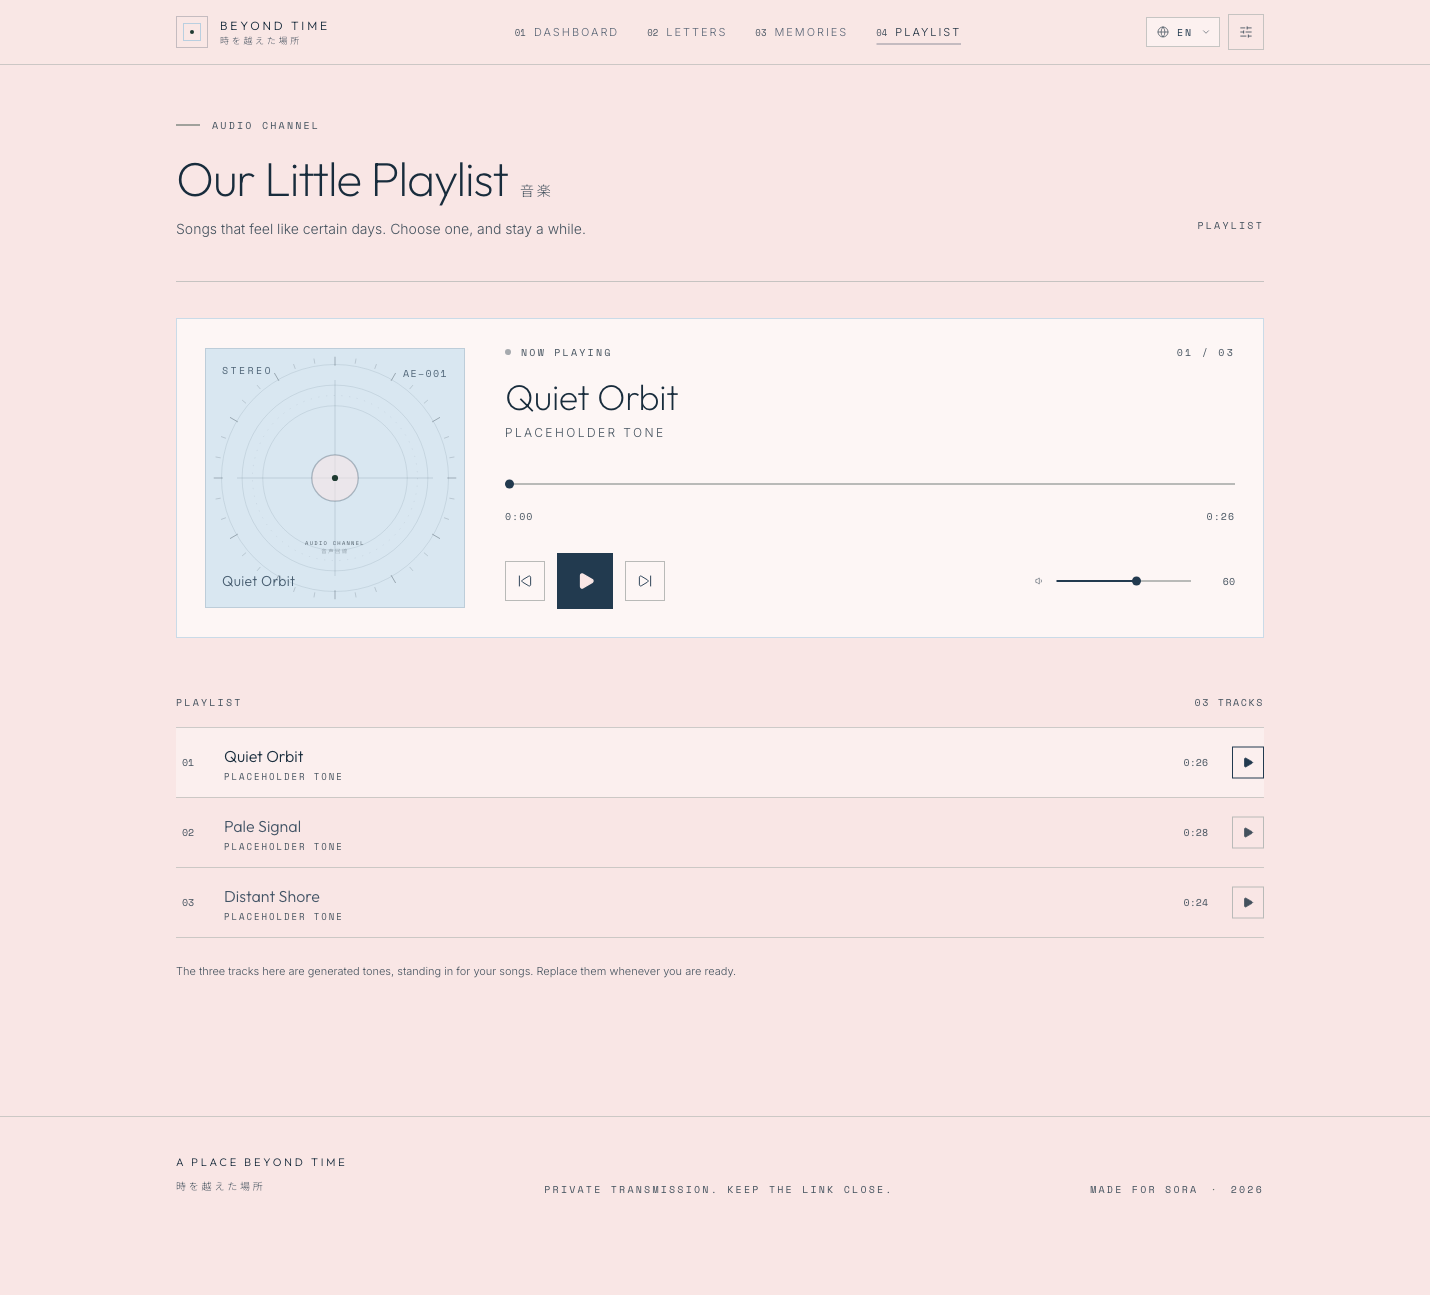 BEYOND TIME
時を越えた場所
01 DASHBOARD
02 LETTERS
03 MEMORIES
04 PLAYLIST
EN
AUDIO CHANNEL
Our Little Playlist 音楽
Songs that feel like certain days. Choose one, and stay a while.
PLAYLIST
STEREO
AE—001
AUDIO CHANNEL
音声回線
Quiet Orbit
NOW PLAYING
01 / 03
Quiet Orbit
PLACEHOLDER TONE
0:00
0:26
60
PLAYLIST
03 TRACKS
01
Quiet Orbit
PLACEHOLDER TONE
0:26
02
Pale Signal
PLACEHOLDER TONE
0:28
03
Distant Shore
PLACEHOLDER TONE
0:24
The three tracks here are generated tones, standing in for your songs. Replace them whenever you are ready.
A PLACE BEYOND TIME
時を越えた場所
PRIVATE TRANSMISSION. KEEP THE LINK CLOSE.
MADE FOR SORA · 2026